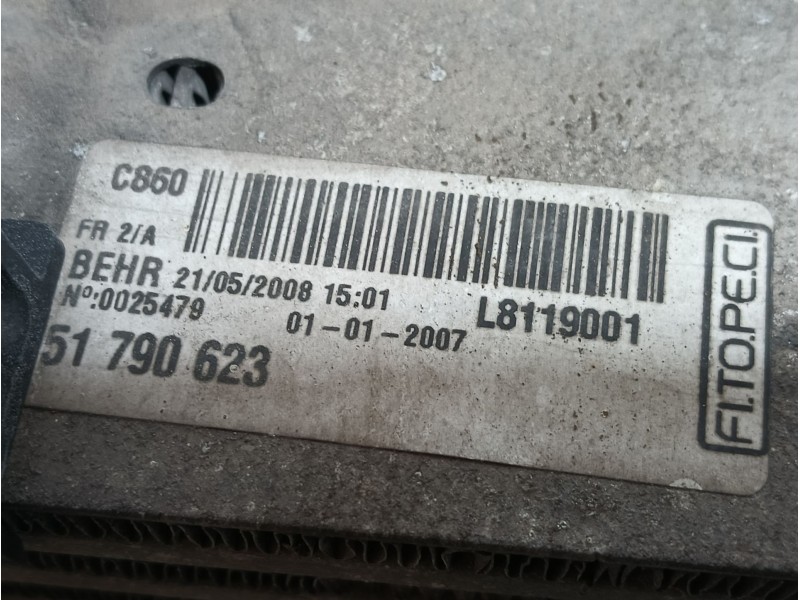 C860
FR 2/A
BEHR 21/05/2008 15:01
Nº:0025479
01-01-2007
L8119001
51 790 623
FI.TO.PE.CI.